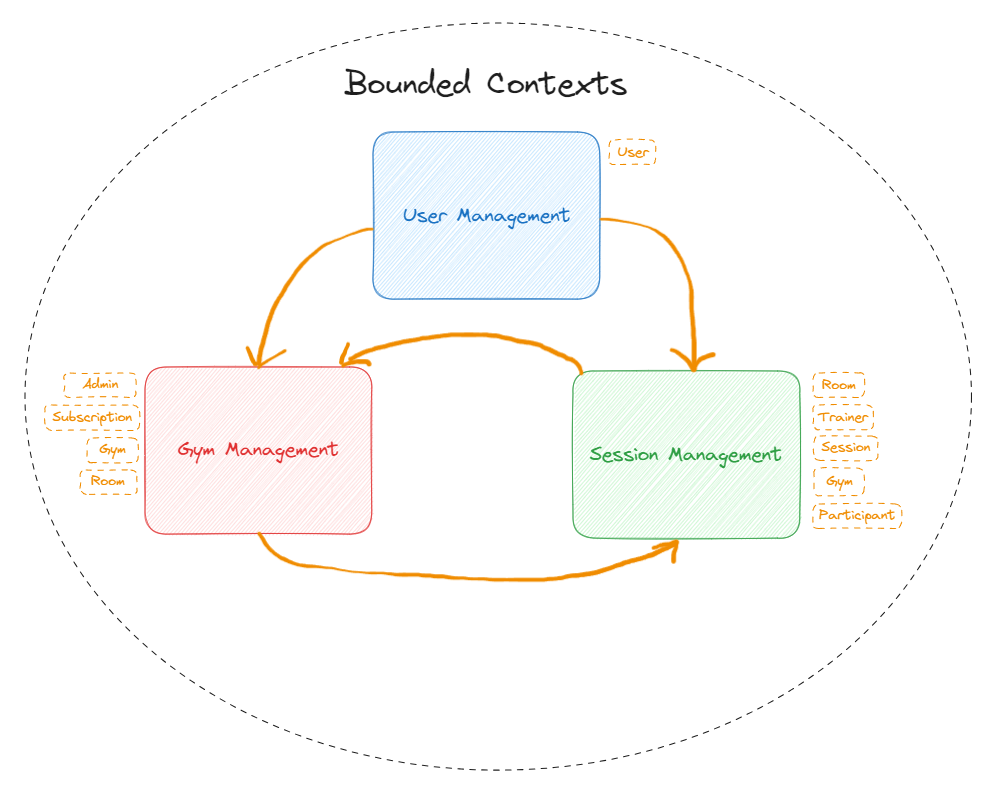 Bounded Contexts
User
User Management
Admin
Subscription
Gym
Room
Gym Management
Session Management
Room
Trainer
Session
Gym
Participant